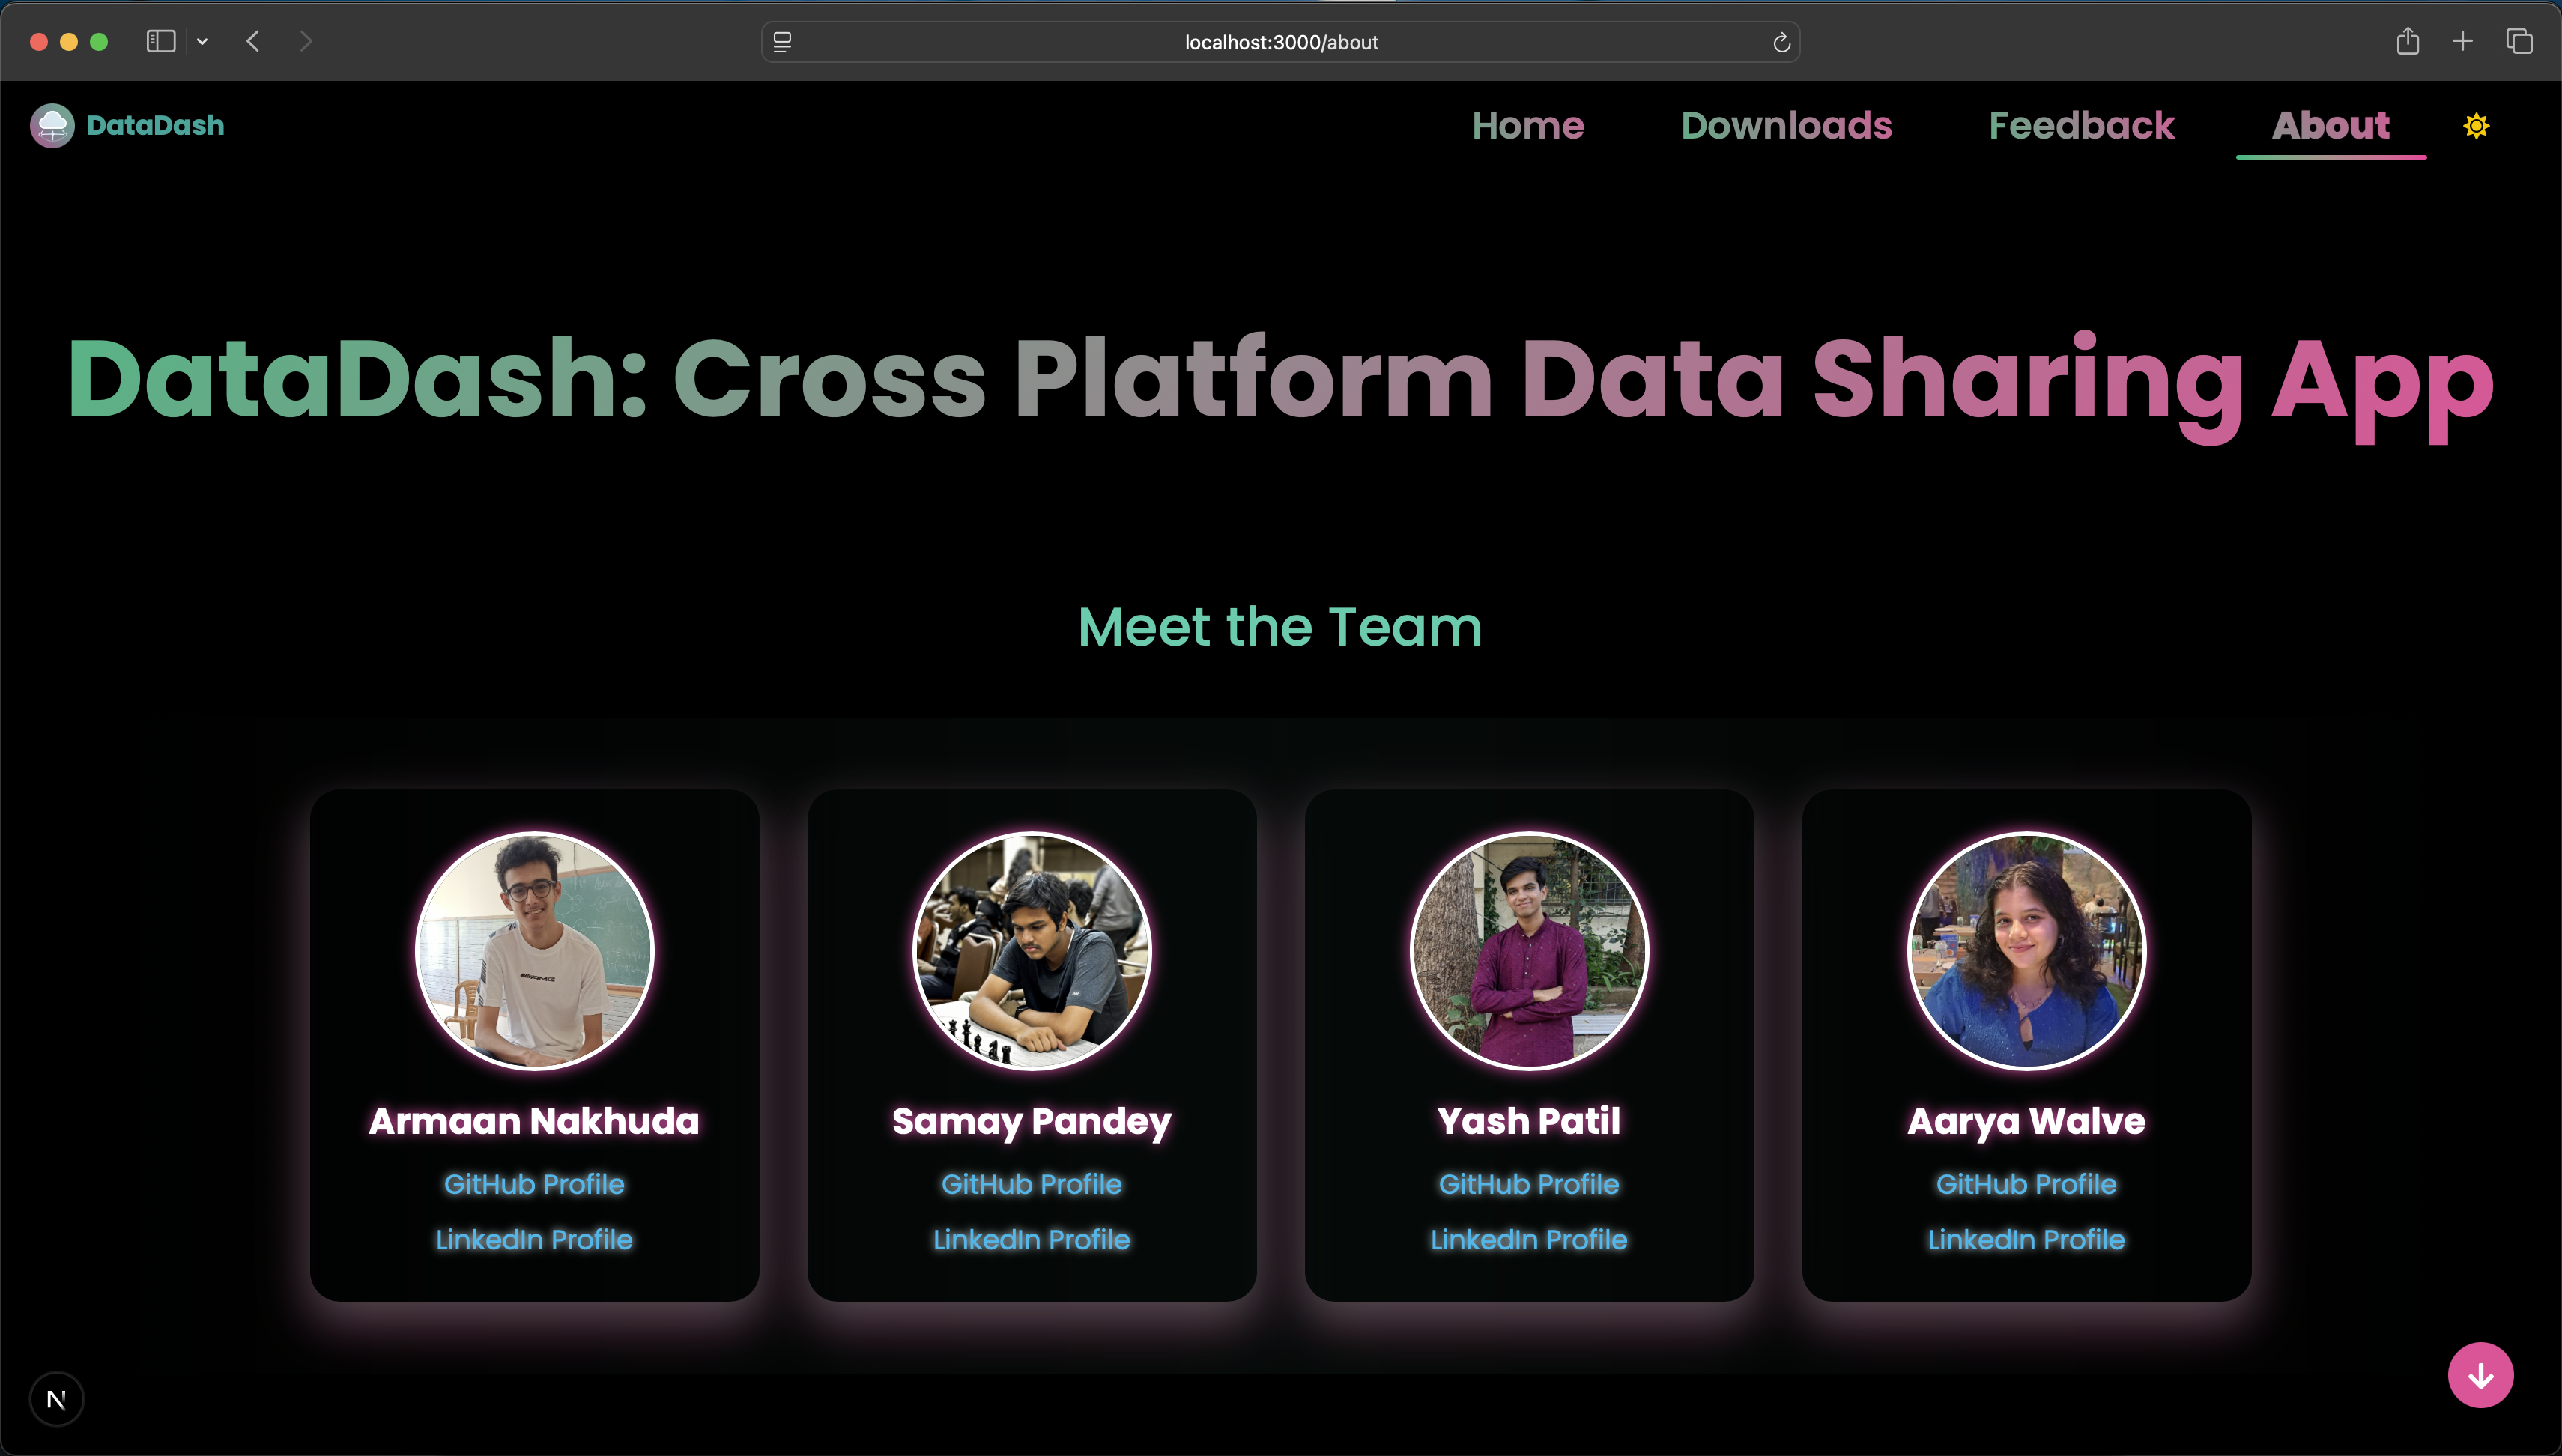 localhost:3000/about
DataDash
Home Downloads Feedback About
DataDash: Cross Platform Data Sharing App
Meet the Team
AMG
Armaan Nakhuda
GitHub Profile
LinkedIn Profile
Samay Pandey
GitHub Profile
LinkedIn Profile
Yash Patil
GitHub Profile
LinkedIn Profile
Aarya Walve
GitHub Profile
LinkedIn Profile
N